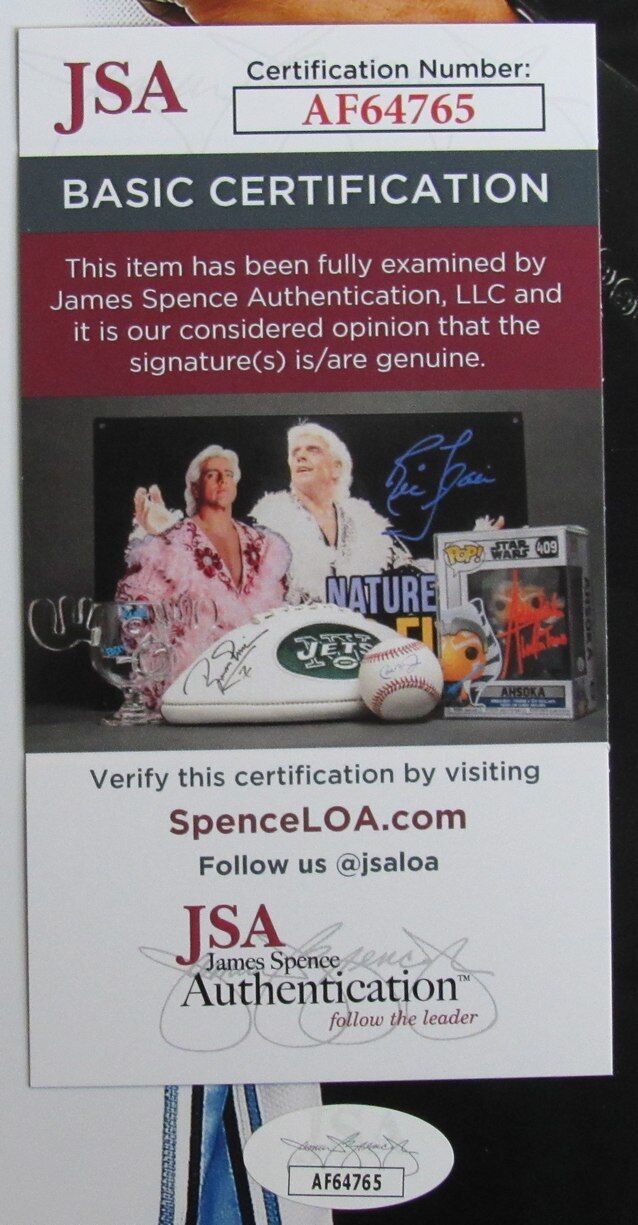 JSA
Certification Number:
AF64765
BASIC CERTIFICATION
This item has been fully examined by
James Spence Authentication, LLC and
it is our considered opinion that the
signature(s) is/are genuine.
NATURE
JETS
POP!
STAR
WARS
409
AHSOKA
Verify this certification by visiting
SpenceLOA.com
Follow us @jsaloa
JSA
James Spence
Authentication™
follow the leader
AF64765